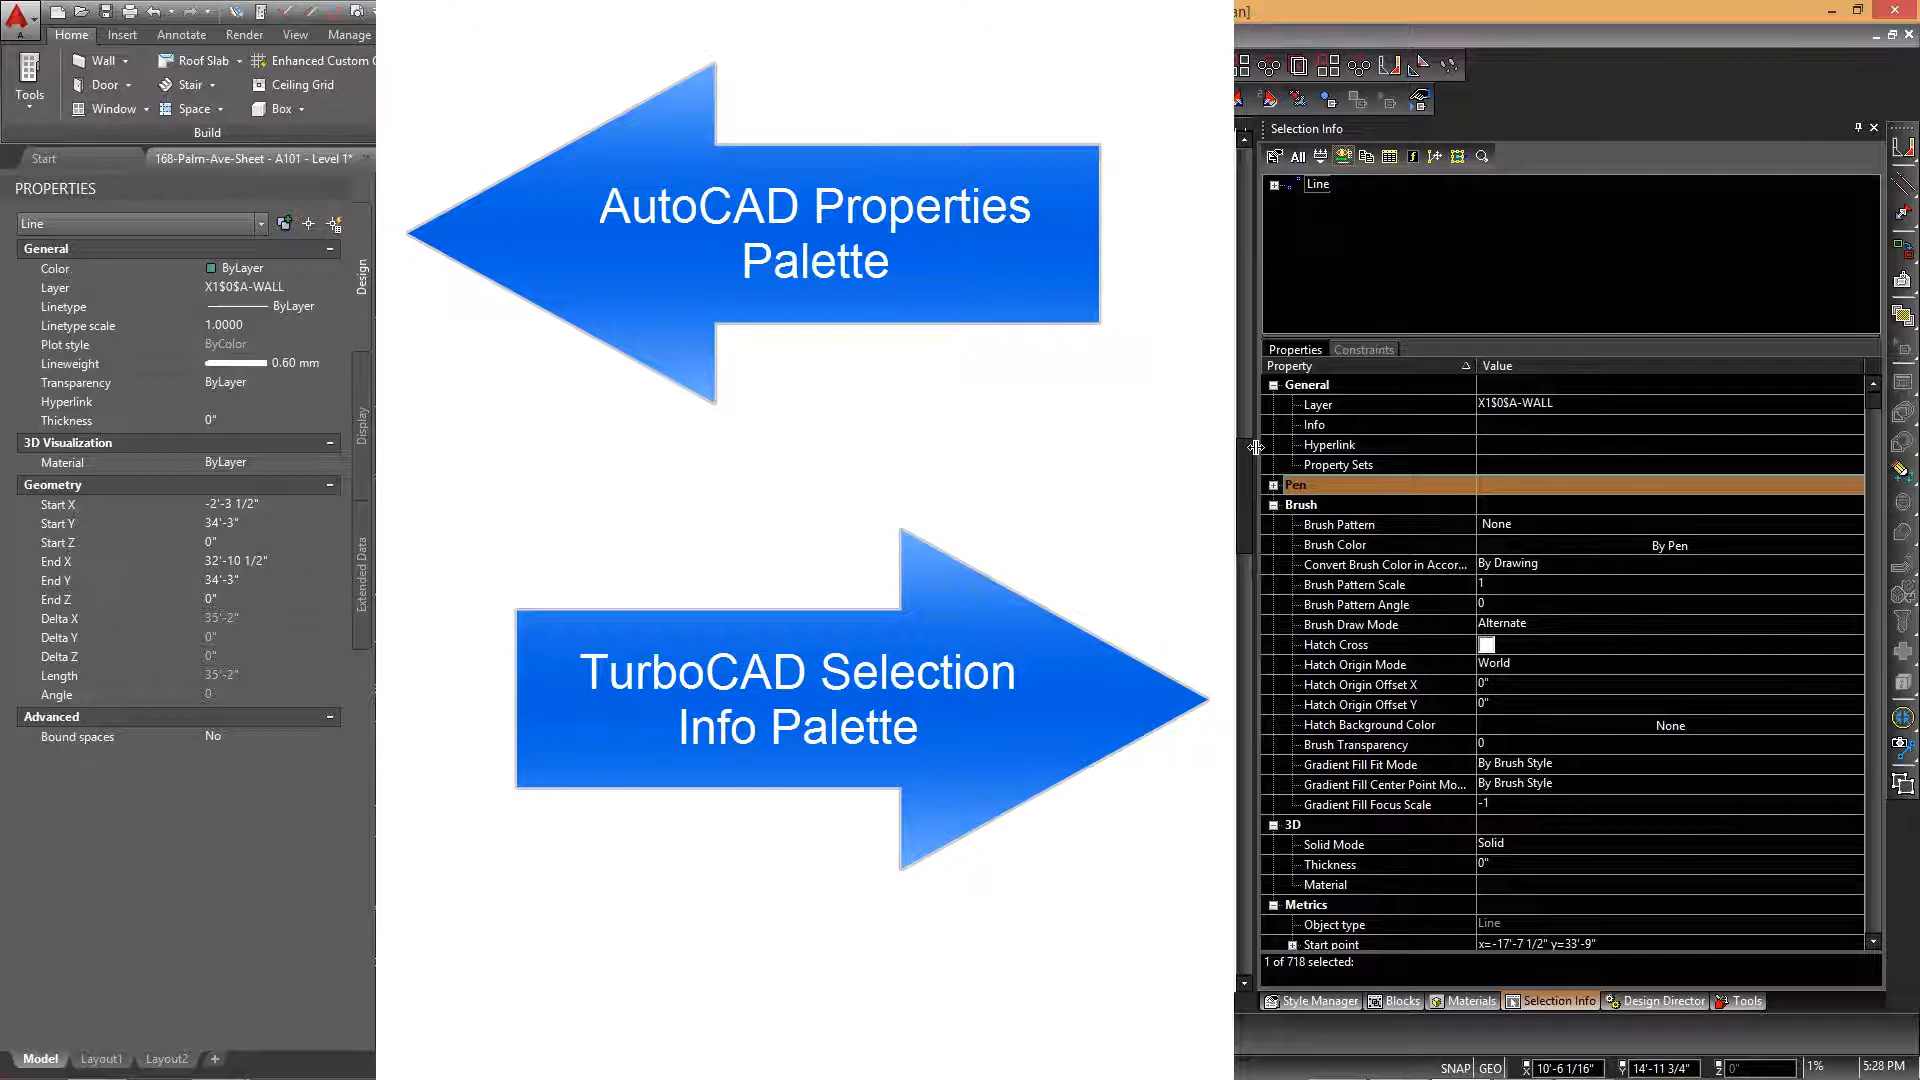 Home Insert Annotate Render View Manage
Tools
Wall Roof Slab Enhanced Custom
Door Stair Ceiling Grid
Window Space Box
Build
Start 168-Palm-Ave-Sheet - A101 - Level 1*
PROPERTIES
Line
General
Color ByLayer
Layer X1$0$A-WALL
Linetype ByLayer
Linetype scale 1.0000
Plot style ByColor
Lineweight 0.60 mm
Transparency ByLayer
Hyperlink
Thickness 0"
3D Visualization
Material ByLayer
Geometry
Start X -2'-3 1/2"
Start Y 34'-3"
Start Z 0"
End X 32'-10 1/2"
End Y 34'-3"
End Z 0"
Delta X 35'-2"
Delta Y 0"
Delta Z 0"
Length 35'-2"
Angle 0
Advanced
Bound spaces No
Design
Display
Extended Data
Model Layout1 Layout2 +
AutoCAD Properties
Palette
TurboCAD Selection
Info Palette
an]
Selection Info
All
Line
Properties Constraints
Property Value
General
Layer X1$0$A-WALL
Info
Hyperlink
Property Sets
Pen
Brush
Brush Pattern None
Brush Color By Pen
Convert Brush Color in Accor... By Drawing
Brush Pattern Scale 1
Brush Pattern Angle 0
Brush Draw Mode Alternate
Hatch Cross
Hatch Origin Mode World
Hatch Origin Offset X 0"
Hatch Origin Offset Y 0"
Hatch Background Color None
Brush Transparency 0
Gradient Fill Fit Mode By Brush Style
Gradient Fill Center Point Mo... By Brush Style
Gradient Fill Focus Scale -1
3D
Solid Mode Solid
Thickness 0"
Material
Metrics
Object type Line
Start point x=-17'-7 1/2" y=33'-9"
1 of 718 selected:
Style Manager Blocks Materials Selection Info Design Director Tools
SNAP GEO X 10'-6 1/16" Y 14'-11 3/4" Z 0" 1% 5:28 PM